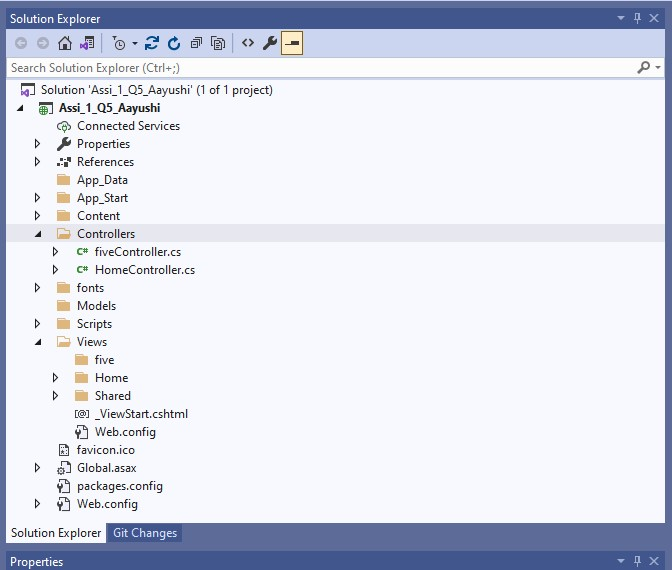 Solution Explorer
Search Solution Explorer (Ctrl+;)
Solution 'Assi_1_Q5_Aayushi' (1 of 1 project)
Assi_1_Q5_Aayushi
Connected Services
Properties
References
App_Data
App_Start
Content
Controllers
C# fiveController.cs
C# HomeController.cs
fonts
Models
Scripts
Views
five
Home
Shared
[@] _ViewStart.cshtml
Web.config
favicon.ico
Global.asax
packages.config
Web.config
Solution Explorer Git Changes
Properties